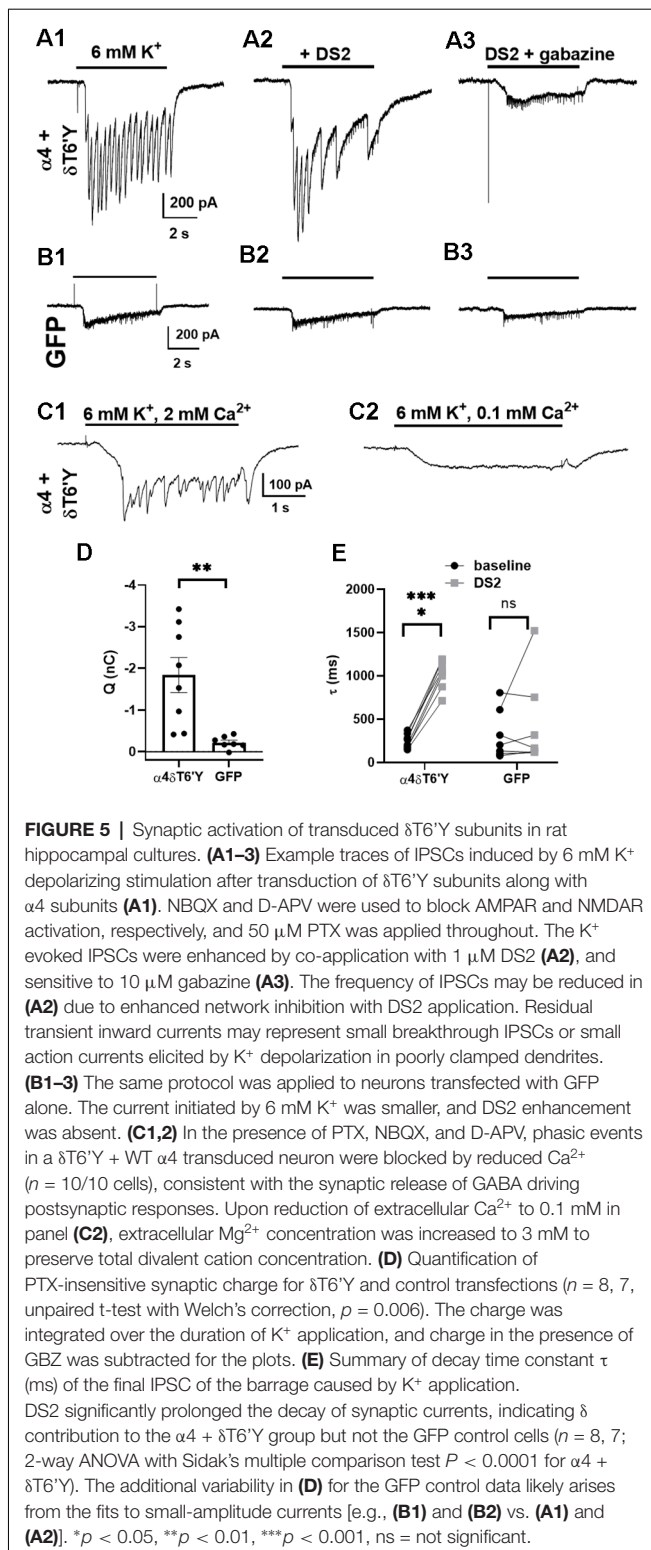 A1
6 mM K⁺
A2
+ DS2
A3
DS2 + gabazine
α4 +
δT6'Y
200 pA
2 s
B1
B2
B3
GFP
200 pA
2 s
C1
6 mM K⁺, 2 mM Ca²⁺
C2
6 mM K⁺, 0.1 mM Ca²⁺
α4 +
δT6'Y
100 pA
1 s
D
**
Q (nC)
-4
-3
-2
-1
0
α4δT6'Y
GFP
E
baseline
DS2
***
*
ns
τ (ms)
2000
1500
1000
500
0
α4δT6'Y
GFP
FIGURE 5 | Synaptic activation of transduced δT6'Y subunits in rat
hippocampal cultures. (A1–3) Example traces of IPSCs induced by 6 mM K⁺
depolarizing stimulation after transduction of δT6'Y subunits along with
α4 subunits (A1). NBQX and D-APV were used to block AMPAR and NMDAR
activation, respectively, and 50 μM PTX was applied throughout. The K⁺
evoked IPSCs were enhanced by co-application with 1 μM DS2 (A2), and
sensitive to 10 μM gabazine (A3). The frequency of IPSCs may be reduced in
(A2) due to enhanced network inhibition with DS2 application. Residual
transient inward currents may represent small breakthrough IPSCs or small
action currents elicited by K⁺ depolarization in poorly clamped dendrites.
(B1–3) The same protocol was applied to neurons transfected with GFP
alone. The current initiated by 6 mM K⁺ was smaller, and DS2 enhancement
was absent. (C1,2) In the presence of PTX, NBQX, and D-APV, phasic events
in a δT6'Y + WT α4 transduced neuron were blocked by reduced Ca²⁺
(n = 10/10 cells), consistent with the synaptic release of GABA driving
postsynaptic responses. Upon reduction of extracellular Ca²⁺ to 0.1 mM in
panel (C2), extracellular Mg²⁺ concentration was increased to 3 mM to
preserve total divalent cation concentration. (D) Quantification of
PTX-insensitive synaptic charge for δT6'Y and control transfections (n = 8, 7,
unpaired t-test with Welch's correction, p = 0.006). The charge was
integrated over the duration of K⁺ application, and charge in the presence of
GBZ was subtracted for the plots. (E) Summary of decay time constant τ
(ms) of the final IPSC of the barrage caused by K⁺ application.
DS2 significantly prolonged the decay of synaptic currents, indicating δ
contribution to the α4 + δT6'Y group but not the GFP control cells (n = 8, 7;
2-way ANOVA with Sidak's multiple comparison test P < 0.0001 for α4 +
δT6'Y). The additional variability in (D) for the GFP control data likely arises
from the fits to small-amplitude currents [e.g., (B1) and (B2) vs. (A1) and
(A2)]. *p < 0.05, **p < 0.01, ***p < 0.001, ns = not significant.